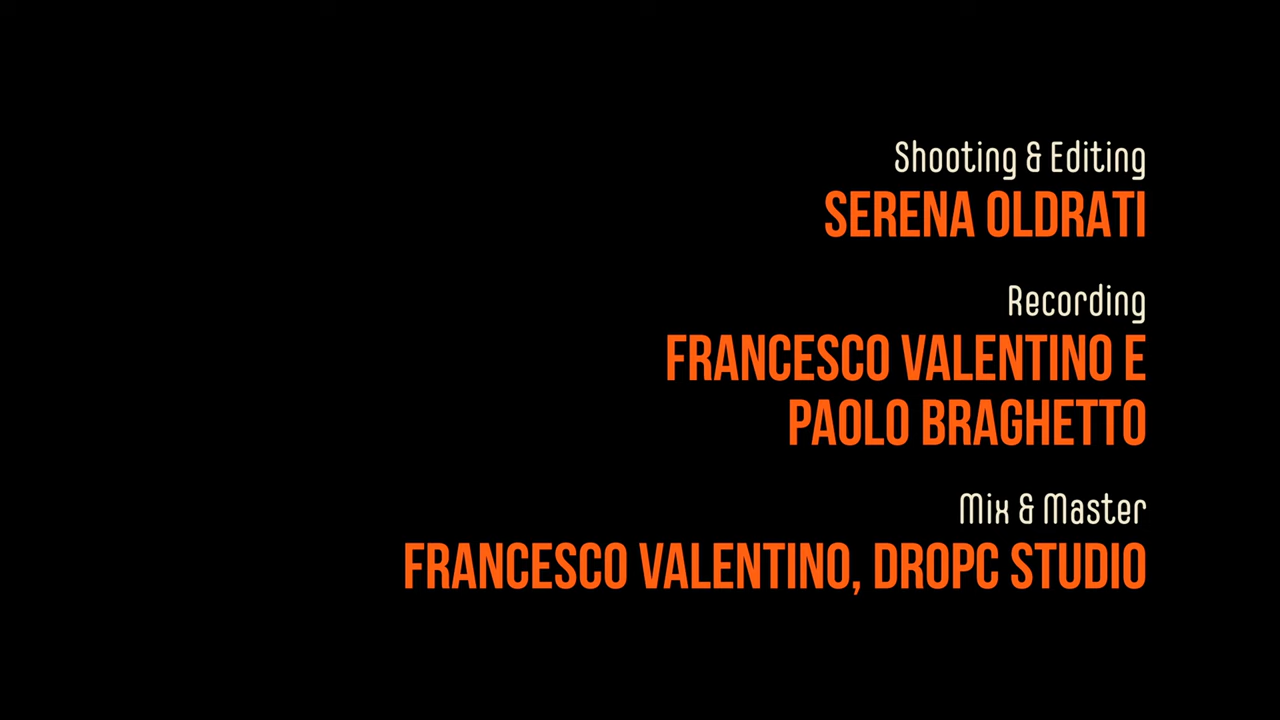 Shooting & Editing
SERENA OLDRATI
Recording
FRANCESCO VALENTINO E
PAOLO BRAGHETTO
Mix & Master
FRANCESCO VALENTINO, DROPC STUDIO